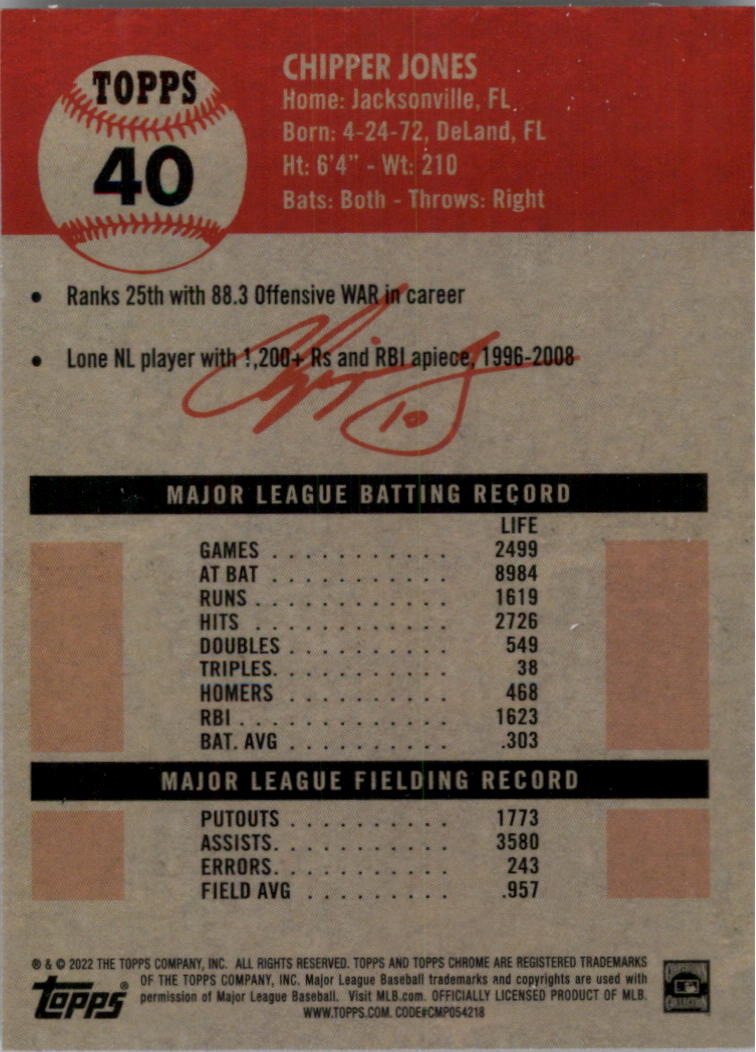 TOPPS
40
CHIPPER JONES
Home: Jacksonville, FL
Born: 4-24-72, DeLand, FL
Ht: 6'4" - Wt: 210
Bats: Both - Throws: Right
• Ranks 25th with 88.3 Offensive WAR in career
• Lone NL player with 1,200+ Rs and RBI apiece, 1996-2008
Chipper Jones
10
MAJOR LEAGUE BATTING RECORD
LIFE
GAMES . . . . . . . . . . . 2499
AT BAT . . . . . . . . . . . 8984
RUNS . . . . . . . . . . . . 1619
HITS . . . . . . . . . . . . 2726
DOUBLES . . . . . . . . . . 549
TRIPLES. . . . . . . . . . . 38
HOMERS . . . . . . . . . . 468
RBI . . . . . . . . . . . . . 1623
BAT. AVG . . . . . . . . . . .303
MAJOR LEAGUE FIELDING RECORD
PUTOUTS . . . . . . . . . . 1773
ASSISTS. . . . . . . . . . . 3580
ERRORS. . . . . . . . . . . 243
FIELD AVG . . . . . . . . . .957
® & © 2022 THE TOPPS COMPANY, INC. ALL RIGHTS RESERVED. TOPPS AND TOPPS CHROME ARE REGISTERED TRADEMARKS
OF THE TOPPS COMPANY, INC. Major League Baseball trademarks and copyrights are used with
permission of Major League Baseball. Visit MLB.com. OFFICIALLY LICENSED PRODUCT OF MLB.
WWW.TOPPS.COM. CODE#CMP054218
topps®
COOPERSTOWN
COLLECTION